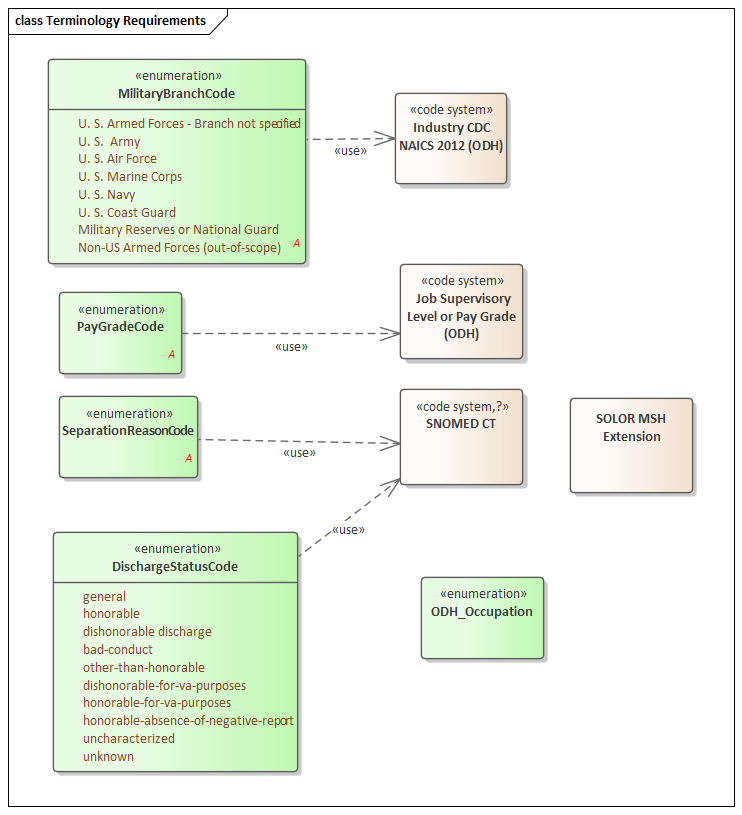 class Terminology Requirements
«enumeration»
MilitaryBranchCode
U. S. Armed Forces - Branch not specified
U. S.  Army
U. S. Air Force
U. S. Marine Corps
U. S. Navy
U. S. Coast Guard
Military Reserves or National Guard
Non-US Armed Forces (out-of-scope)
A
«use»
«code system»
Industry CDC
NAICS 2012 (ODH)
«enumeration»
PayGradeCode
A
«use»
«code system»
Job Supervisory
Level or Pay Grade
(ODH)
«enumeration»
SeparationReasonCode
A
«use»
«code system,?»
SNOMED CT
SOLOR MSH
Extension
«use»
«enumeration»
DischargeStatusCode
general
honorable
dishonorable discharge
bad-conduct
other-than-honorable
dishonorable-for-va-purposes
honorable-for-va-purposes
honorable-absence-of-negative-report
uncharacterized
unknown
«enumeration»
ODH_Occupation